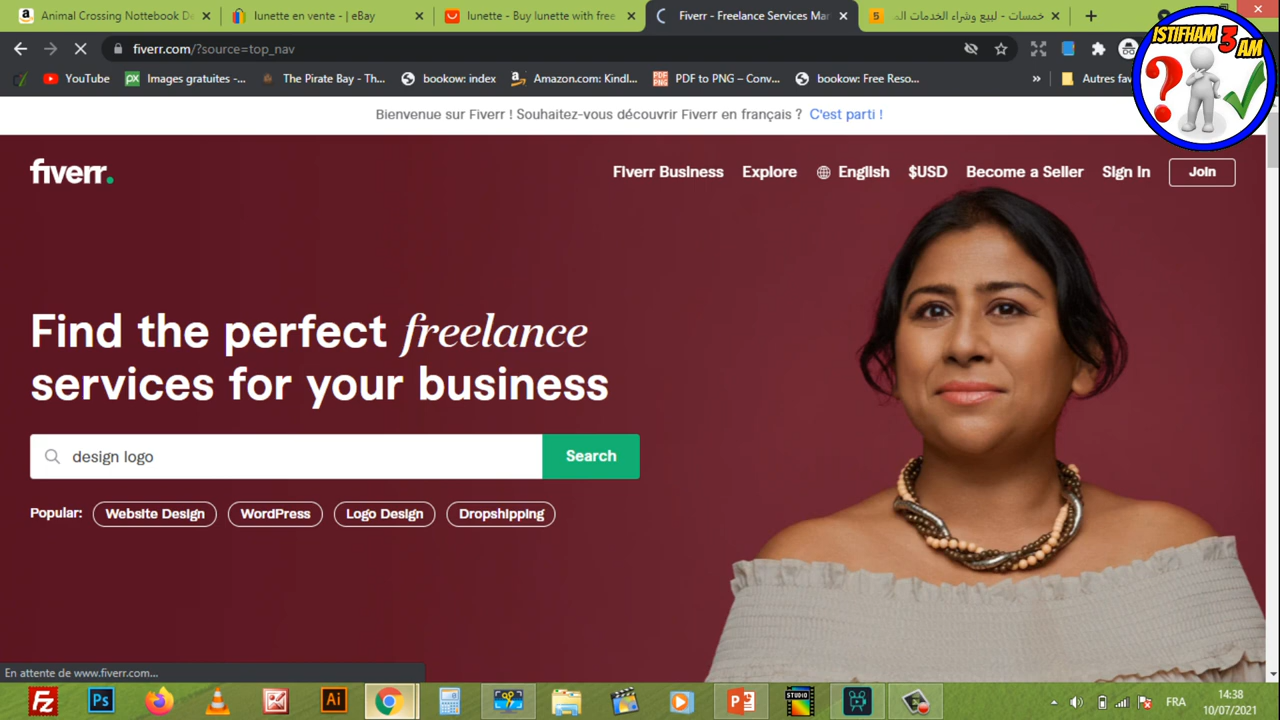 Animal Crossing Nottebook De
lunette en vente - | eBay
lunette - Buy lunette with free
Fiverr - Freelance Services Mar
خمسات - لبيع وشراء الخدمات الم
ISTIFHAM 3 AM
fiverr.com/?source=top_nav
YouTube
Images gratuites -...
The Pirate Bay - Th...
bookow: index
Amazon.com: Kindl...
PDF to PNG – Conv...
bookow: Free Reso...
»
Autres fav
Bienvenue sur Fiverr ! Souhaitez-vous découvrir Fiverr en français ? C'est parti !
fiverr.
Fiverr Business
Explore
English
$USD
Become a Seller
Sign In
Join
Find the perfect freelance
services for your business
design logo
Search
Popular:
Website Design
WordPress
Logo Design
Dropshipping
En attente de www.fiverr.com...
Fz
Ps
Ai
STUDIO
FRA
14:38
10/07/2021